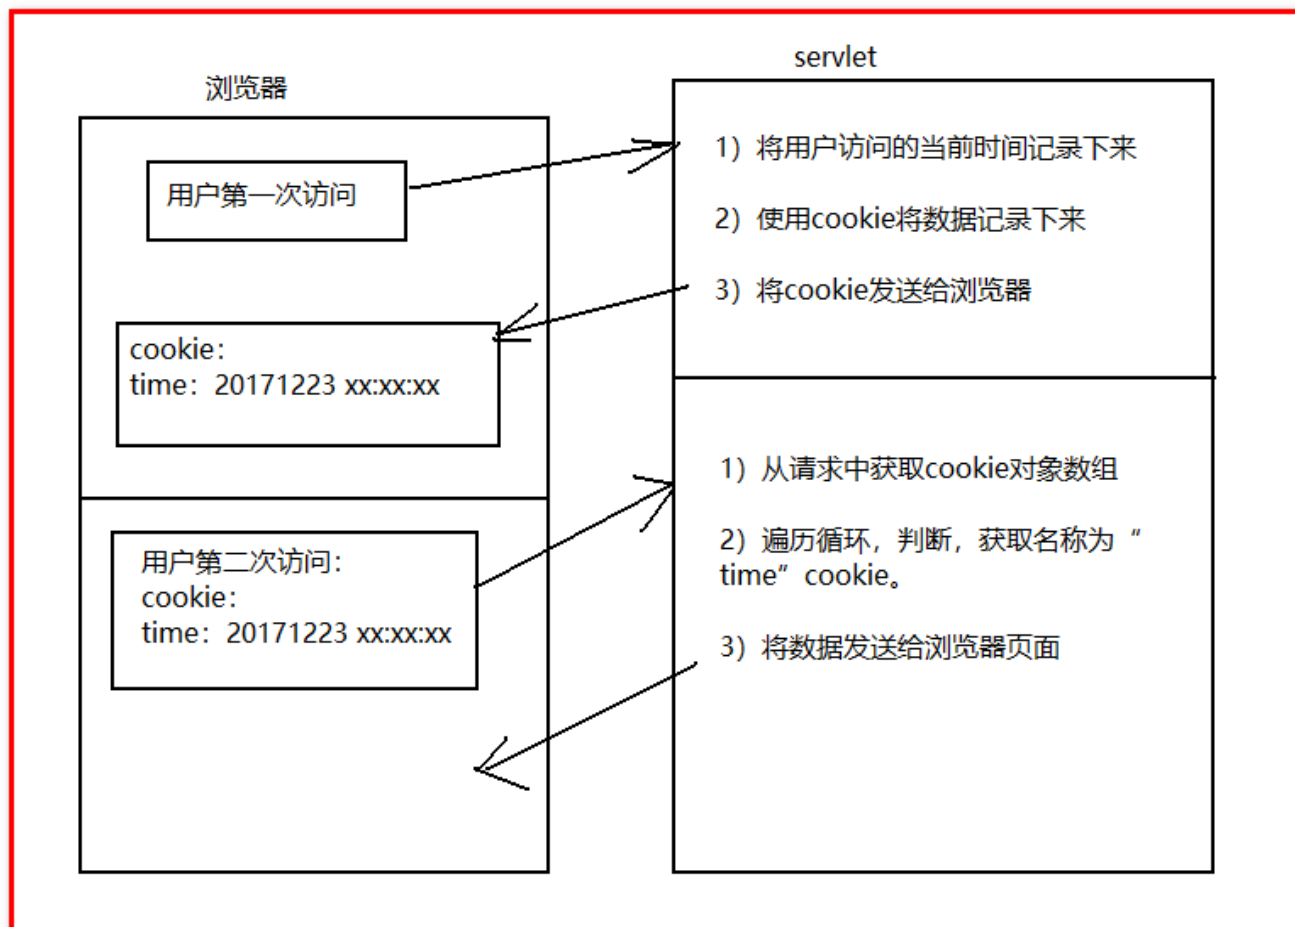 浏览器
用户第一次访问
cookie：
time：20171223 xx:xx:xx
用户第二次访问：
cookie：
time：20171223 xx:xx:xx
servlet
1）将用户访问的当前时间记录下来
2）使用cookie将数据记录下来
3）将cookie发送给浏览器
1）从请求中获取cookie对象数组
2）遍历循环，判断，获取名称为“
time”cookie。
3）将数据发送给浏览器页面